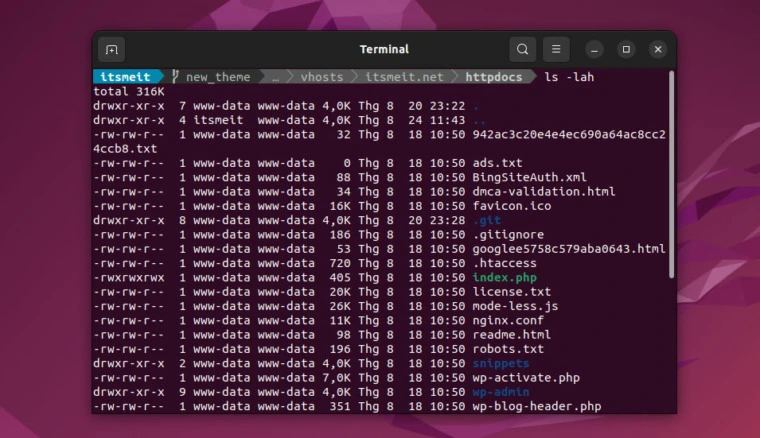 Terminal
itsmeit new_theme … vhosts itsmeit.net httpdocs ls -lah
total 316K
drwxr-xr-x 7 www-data www-data 4,0K Thg 8 20 23:22 .
drwxr-xr-x 4 itsmeit www-data 4,0K Thg 8 24 11:43 ..
-rw-rw-r-- 1 www-data www-data 32 Thg 8 18 10:50 942ac3c20e4e4ec690a64ac8cc2
4ccb8.txt
-rw-rw-r-- 1 www-data www-data 0 Thg 8 18 10:50 ads.txt
-rw-rw-r-- 1 www-data www-data 88 Thg 8 18 10:50 BingSiteAuth.xml
-rw-rw-r-- 1 www-data www-data 34 Thg 8 18 10:50 dmca-validation.html
-rw-rw-r-- 1 www-data www-data 16K Thg 8 18 10:50 favicon.ico
drwxr-xr-x 8 www-data www-data 4,0K Thg 8 20 23:28 .git
-rw-rw-r-- 1 www-data www-data 186 Thg 8 18 10:50 .gitignore
-rw-rw-r-- 1 www-data www-data 53 Thg 8 18 10:50 googlee5758c579aba0643.html
-rw-rw-r-- 1 www-data www-data 720 Thg 8 18 10:50 .htaccess
-rwxrwxrwx 1 www-data www-data 405 Thg 8 18 10:50 index.php
-rw-rw-r-- 1 www-data www-data 20K Thg 8 18 10:50 license.txt
-rw-rw-r-- 1 www-data www-data 26K Thg 8 18 10:50 mode-less.js
-rw-rw-r-- 1 www-data www-data 11K Thg 8 18 10:50 nginx.conf
-rw-rw-r-- 1 www-data www-data 98 Thg 8 18 10:50 readme.html
-rw-rw-r-- 1 www-data www-data 196 Thg 8 18 10:50 robots.txt
drwxr-xr-x 2 www-data www-data 4,0K Thg 8 18 10:50 snippets
-rw-rw-r-- 1 www-data www-data 7,0K Thg 8 18 10:50 wp-activate.php
drwxr-xr-x 9 www-data www-data 4,0K Thg 8 18 10:50 wp-admin
-rw-rw-r-- 1 www-data www-data 351 Thg 8 18 10:50 wp-blog-header.php